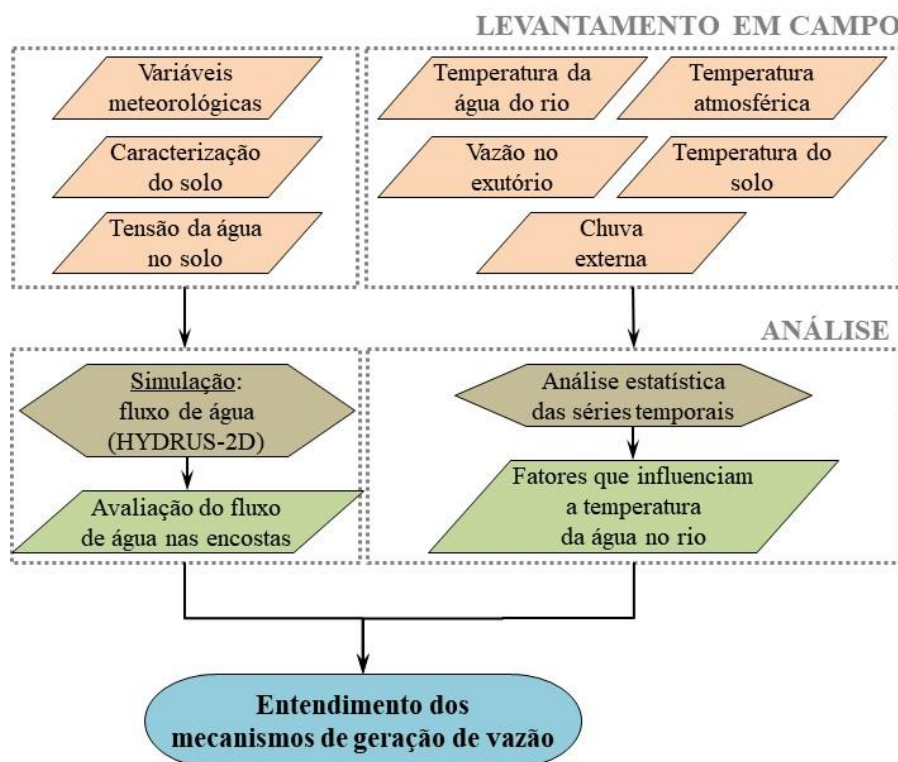 LEVANTAMENTO EM CAMPO
Variáveis
meteorológicas
Caracterização
do solo
Tensão da água
no solo
Temperatura da
água do rio
Temperatura
atmosférica
Vazão no
exutório
Temperatura do
solo
Chuva
externa
ANÁLISE
Simulação:
fluxo de água
(HYDRUS-2D)
Avaliação do fluxo
de água nas encostas
Análise estatística
das séries temporais
Fatores que influenciam
a temperatura
da água no rio
Entendimento dos
mecanismos de geração de vazão